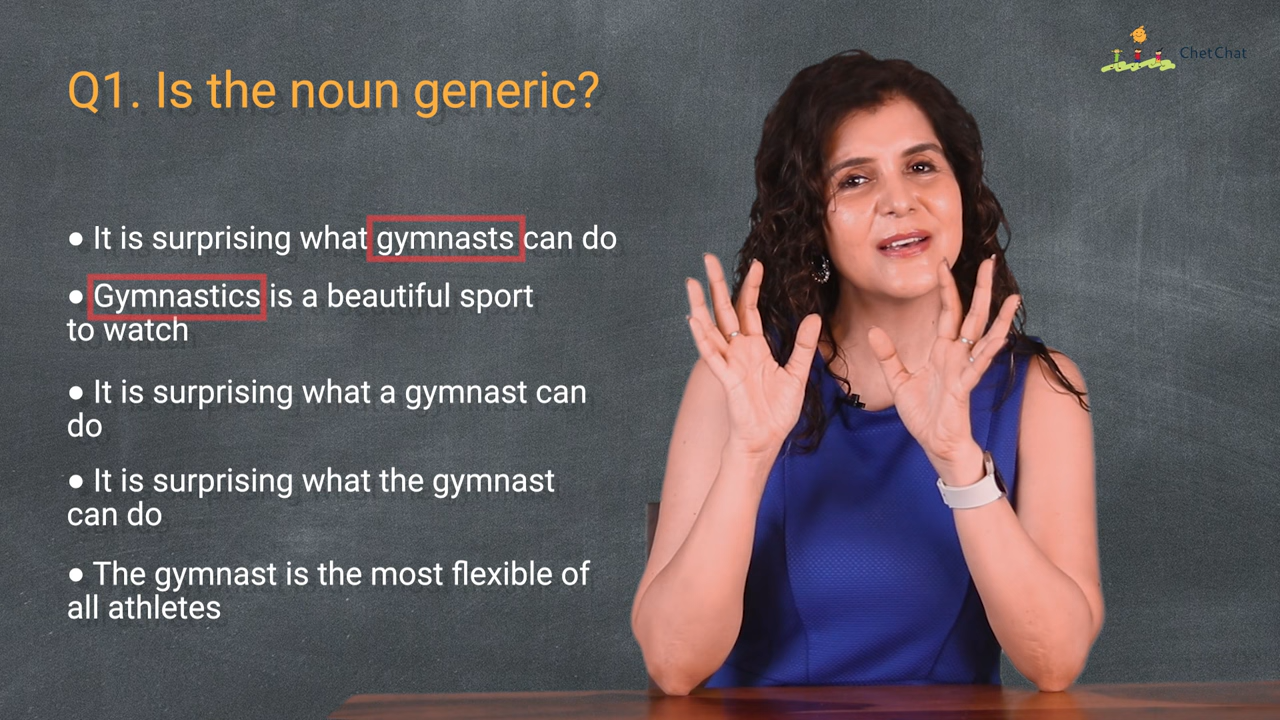 ChetChat
Q1. Is the noun generic?
● It is surprising what gymnasts can do
● Gymnastics is a beautiful sport
to watch
● It is surprising what a gymnast can
do
● It is surprising what the gymnast
can do
● The gymnast is the most flexible of
all athletes